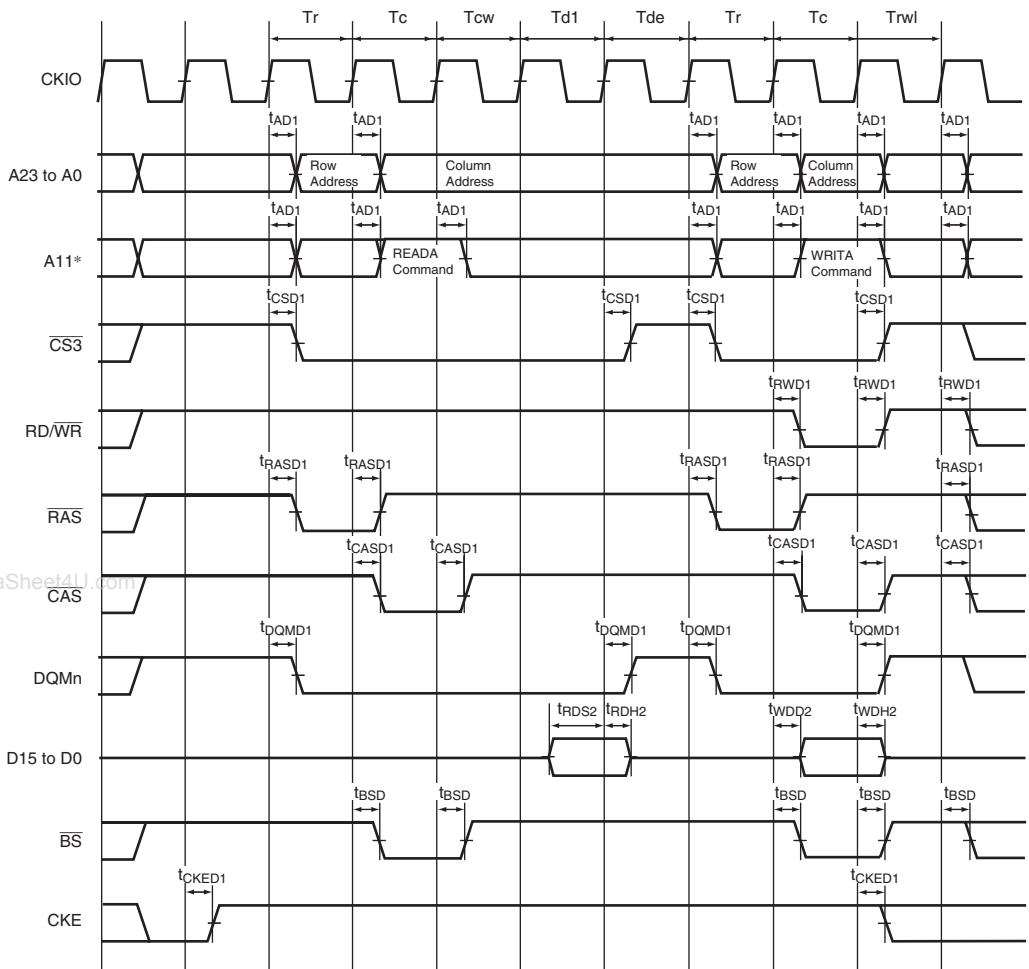 Tr Tc Tcw Td1 Tde Tr Tc Trwl
CKIO
tAD1 tAD1 tAD1 tAD1 tAD1 tAD1
A23 to A0
Row Address
Column Address
Row Address
Column Address
tAD1 tAD1 tAD1 tAD1 tAD1 tAD1 tAD1
A11*
READA Command
WRITA Command
tCSD1 tCSD1 tCSD1 tCSD1
CS3
tRWD1 tRWD1 tRWD1
RD/WR
tRASD1 tRASD1 tRASD1 tRASD1 tRASD1
RAS
tCASD1 tCASD1 tCASD1 tCASD1 tCASD1
aSheet4U.com
CAS
tDQMD1 tDQMD1 tDQMD1 tDQMD1
DQMn
tRDS2 tRDH2 tWDD2 tWDH2
D15 to D0
tBSD tBSD tBSD tBSD tBSD
BS
tCKED1 tCKED1
CKE